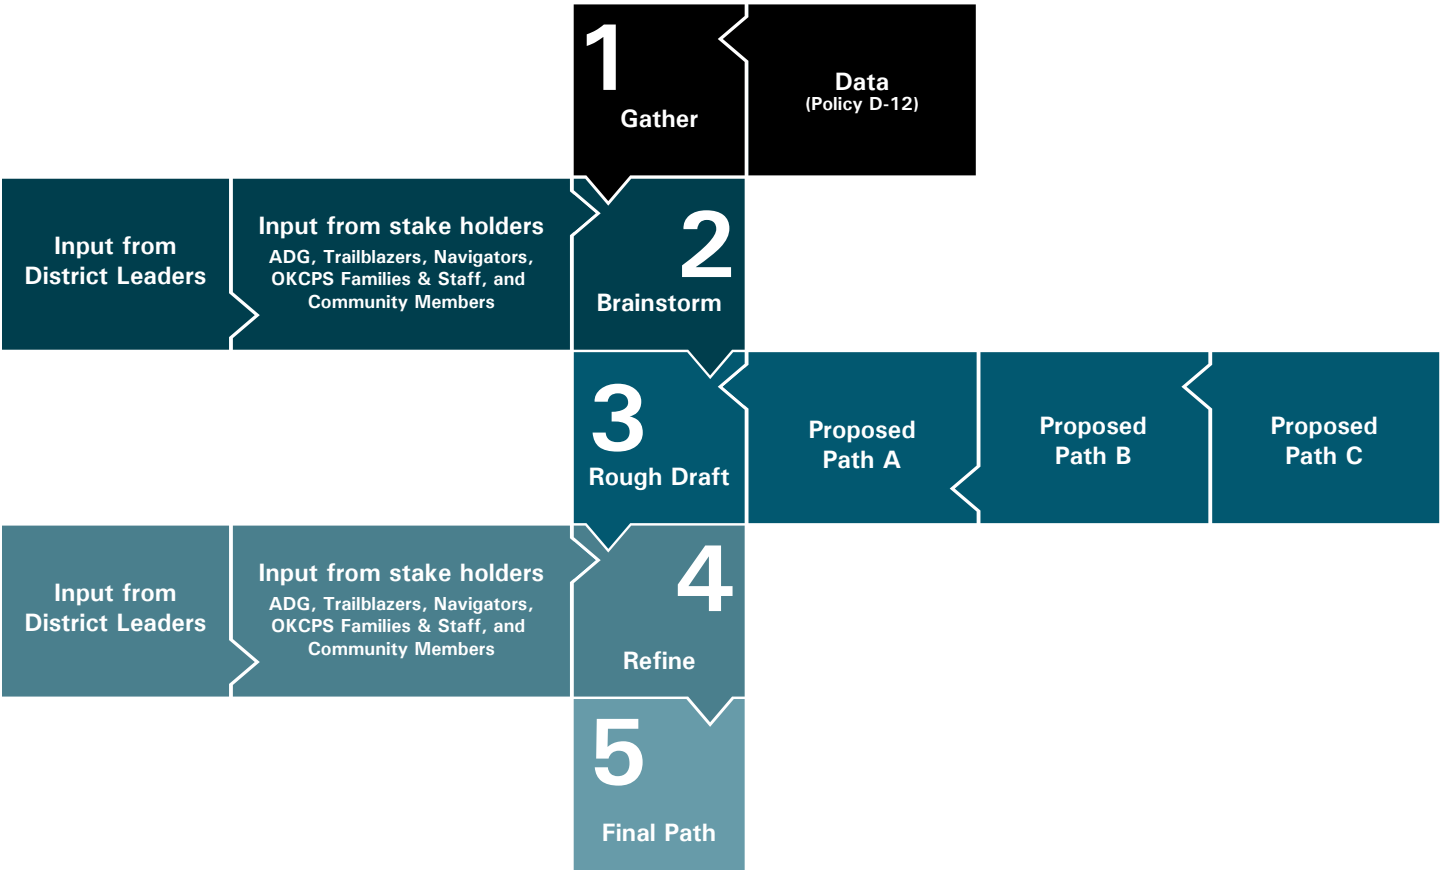 1
Gather
Data
(Policy D-12)
Input from
District Leaders
Input from stake holders
ADG, Trailblazers, Navigators,
OKCPS Families & Staff, and
Community Members
2
Brainstorm
3
Rough Draft
Proposed
Path A
Proposed
Path B
Proposed
Path C
Input from
District Leaders
Input from stake holders
ADG, Trailblazers, Navigators,
OKCPS Families & Staff, and
Community Members
4
Refine
5
Final Path